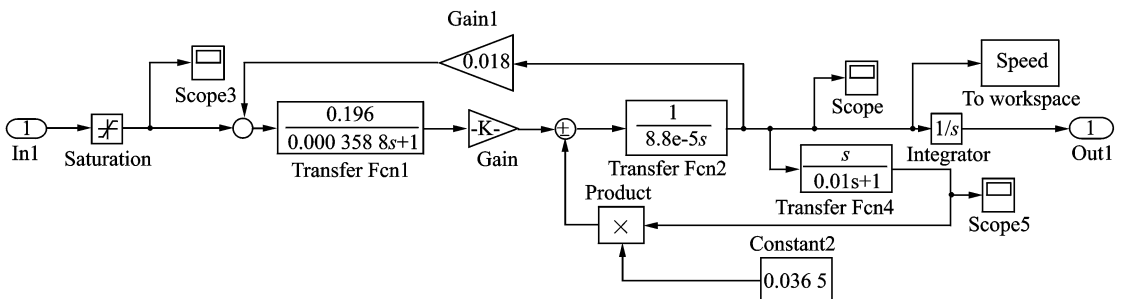 Gain1
0.018
Scope3
Speed
To workspace
Scope
1
In1
Saturation
0.196
0.000 358 8s+1
Transfer Fcn1
-K-
Gain
±
1
8.8e-5s
Transfer Fcn2
1/s
Integrator
1
Out1
s
0.01s+1
Transfer Fcn4
Scope5
Product
×
Constant2
0.036 5